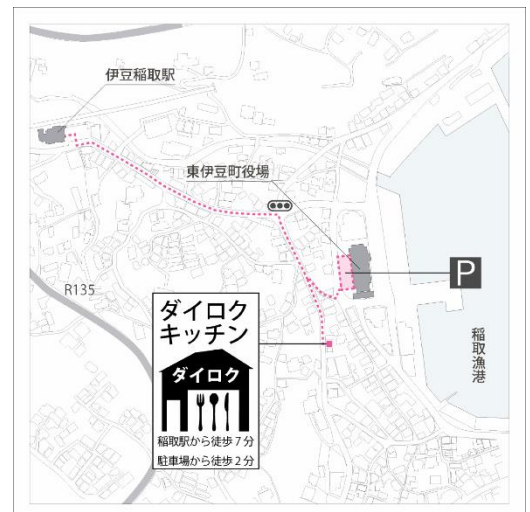 伊豆稲取駅
東伊豆町役場
P
R135
稲取漁港
ダイロク
キッチン
ダイロク
稲取駅から徒歩7分
駐車場から徒歩2分